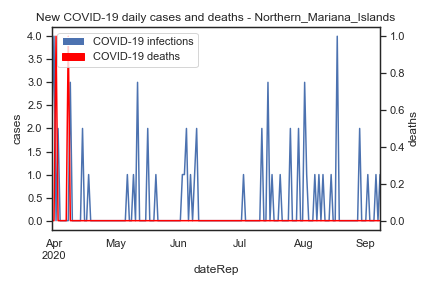 New COVID-19 daily cases and deaths - Northern_Mariana_Islands
COVID-19 infections
COVID-19 deaths
4.0
3.5
3.0
2.5
2.0
1.5
1.0
0.5
0.0
cases
1.0
0.8
0.6
0.4
0.2
0.0
deaths
Apr
2020
May
Jun
Jul
Aug
Sep
dateRep